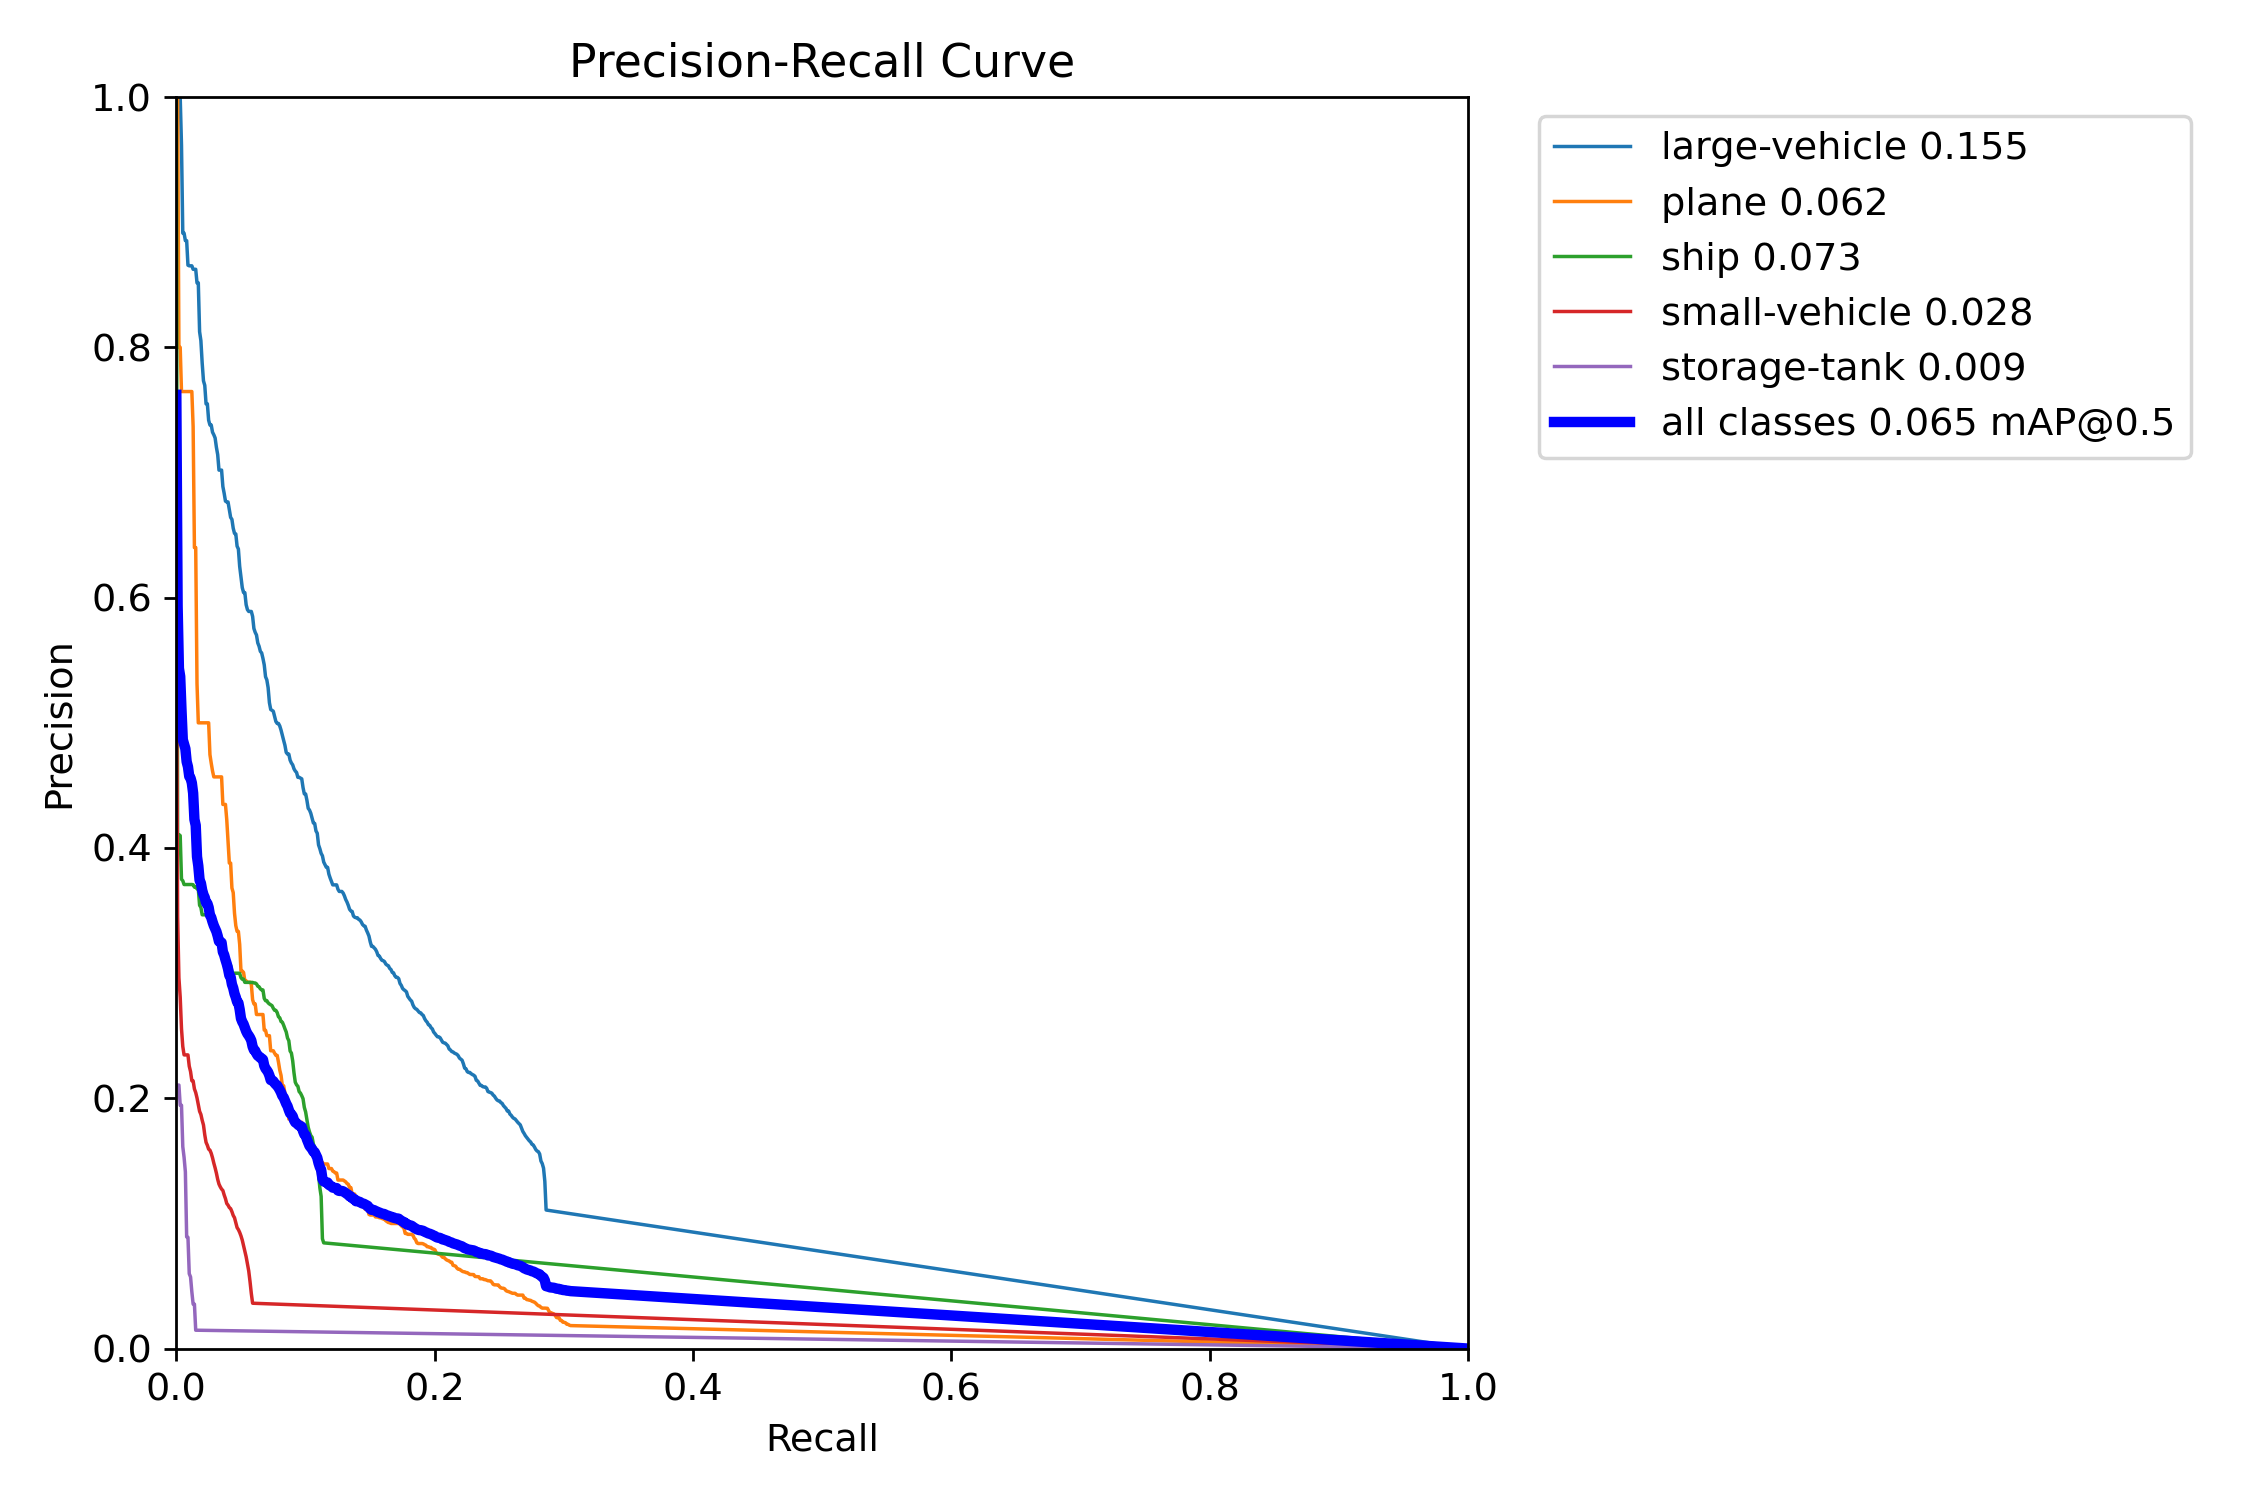 Precision-Recall Curve
1.0
0.8
0.6
0.4
0.2
0.0
Precision
0.0 0.2 0.4 0.6 0.8 1.0
Recall
large-vehicle 0.155
plane 0.062
ship 0.073
small-vehicle 0.028
storage-tank 0.009
all classes 0.065 mAP@0.5